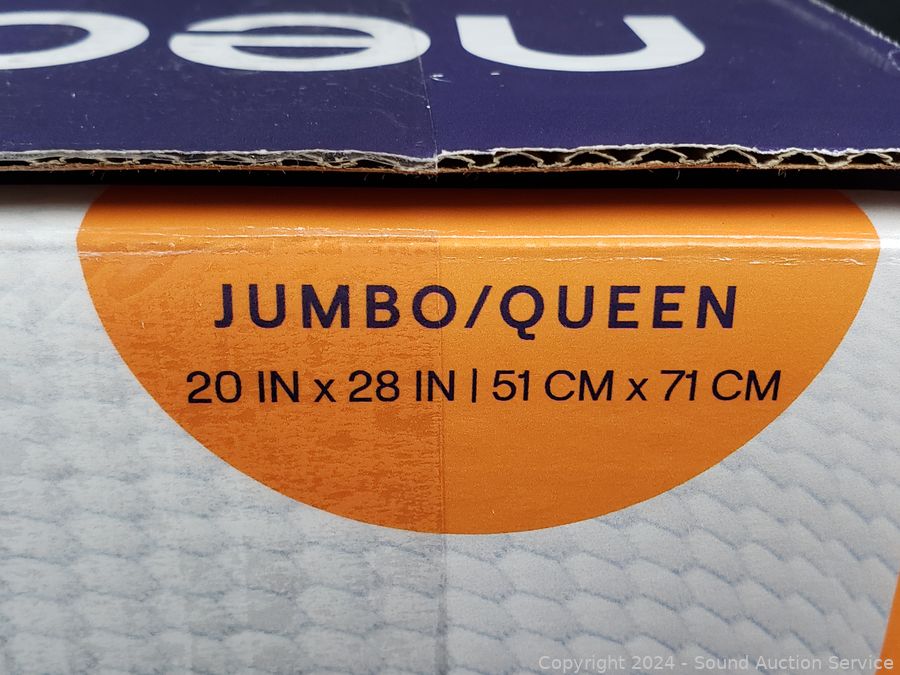 JUMBO/QUEEN
20 IN x 28 IN | 51 CM x 71 CM
Copyright 2024 - Sound Auction Service